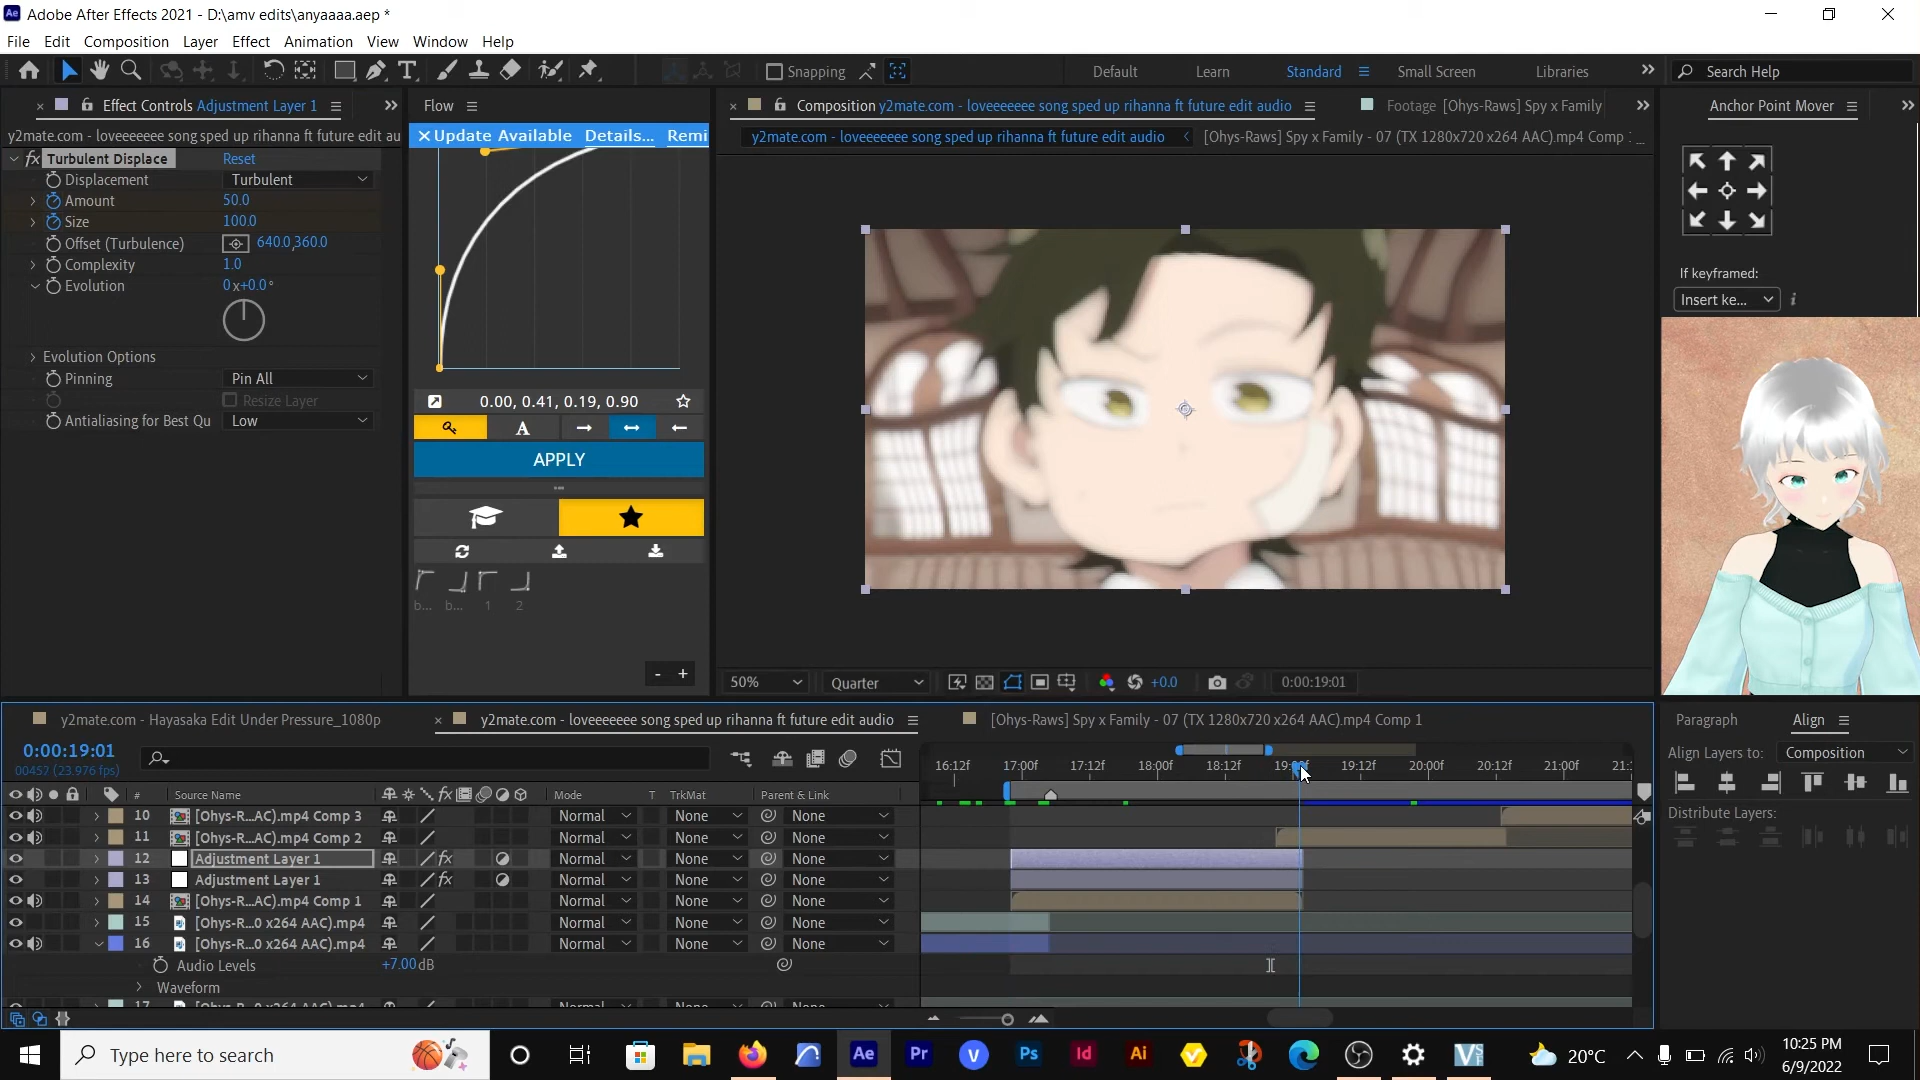 Adobe After Effects 2021 - D:\amv edits\anyaaaa.aep *
File Edit Composition Layer Effect Animation View Window Help
Snapping Default Learn Standard Small Screen Libraries Search Help
Effect Controls Adjustment Layer 1
Flow
Composition y2mate.com - loveeeeeee song sped up rihanna ft future edit audio
Footage [Ohys-Raws] Spy x Family
Anchor Point Mover
y2mate.com - loveeeeeee song sped up rihanna ft future edit au
Update Available Details... Remi
y2mate.com - loveeeeeee song sped up rihanna ft future edit audio
[Ohys-Raws] Spy x Family - 07 (TX 1280x720 x264 AAC).mp4 Comp
fx Turbulent Displace Reset
Displacement Turbulent
Amount 50.0
Size 100.0
Offset (Turbulence) 640.0,360.0
Complexity 1.0
Evolution 0x+0.0°
Evolution Options
Pinning Pin All
Resize Layer
Antialiasing for Best Qu Low
0.00, 0.41, 0.19, 0.90
A
APPLY
b... b... 1 2
- +
If keyframed:
Insert ke... i
50% Quarter +0.0 0:00:19:01
y2mate.com - Hayasaka Edit Under Pressure_1080p
y2mate.com - loveeeeeee song sped up rihanna ft future edit audio
[Ohys-Raws] Spy x Family - 07 (TX 1280x720 x264 AAC).mp4 Comp 1
Paragraph Align
0:00:19:01
00457 (23.976 fps)
16:12f 17:00f 17:12f 18:00f 18:12f 19:12f 20:00f 20:12f 21:00f
Align Layers to: Composition
# Source Name fx Mode T TrkMat Parent & Link
10 [Ohys-R...AC).mp4 Comp 3 Normal None None
Distribute Layers:
11 [Ohys-R...AC).mp4 Comp 2 Normal None None
12 Adjustment Layer 1 fx Normal None None
13 Adjustment Layer 1 fx Normal None None
14 [Ohys-R...AC).mp4 Comp 1 Normal None None
15 [Ohys-R...0 x264 AAC).mp4 Normal None None
16 [Ohys-R...0 x264 AAC).mp4 Normal None None
Audio Levels +7.00dB
Waveform
Type here to search
Ae Pr V Ps Id Ai
20°C
10:25 PM
6/9/2022